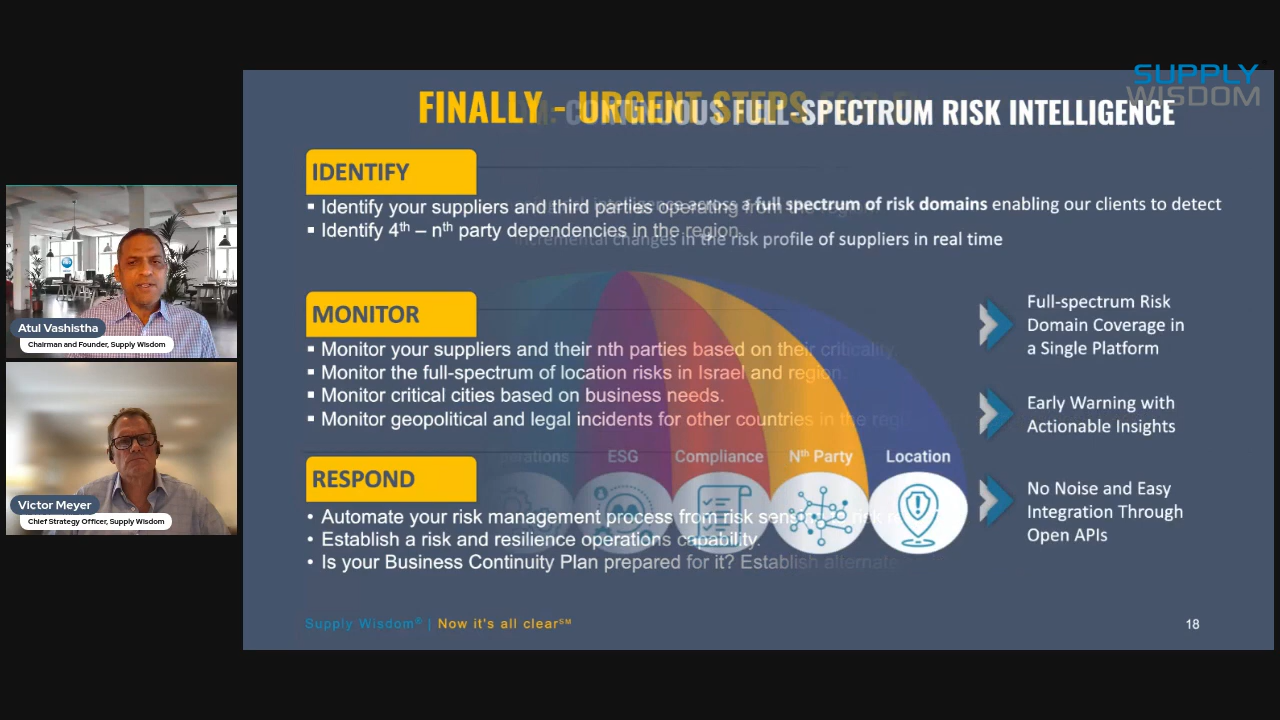 SUPPLY
WISDOM
FINALLY - URGENT STEPS
CONTINUOUS FULL-SPECTRUM RISK INTELLIGENCE
IDENTIFY
▪ Identify your suppliers and third parties operating from the
▪ Identify 4th – nth party dependencies in the region.
intelligence across a full spectrum of risk domains enabling our clients to detect
incremental changes in the risk profile of suppliers in real time
MONITOR
▪ Monitor your suppliers and their nth parties based on their criticality
▪ Monitor the full-spectrum of location risks in Israel and region.
▪ Monitor critical cities based on business needs.
▪ Monitor geopolitical and legal incidents for other countries in the
ESG
Compliance
Nth Party
Location
RESPOND
• Automate your risk management process from risk
• Establish a risk and resilience operations capability.
• Is your Business Continuity Plan prepared for it? Establish alternate
Full-spectrum Risk
Domain Coverage in
a Single Platform
Early Warning with
Actionable Insights
No Noise and Easy
Integration Through
Open APIs
Supply Wisdom® | Now it's all clear℠
18
Atul Vashistha
Chairman and Founder, Supply Wisdom
Victor Meyer
Chief Strategy Officer, Supply Wisdom